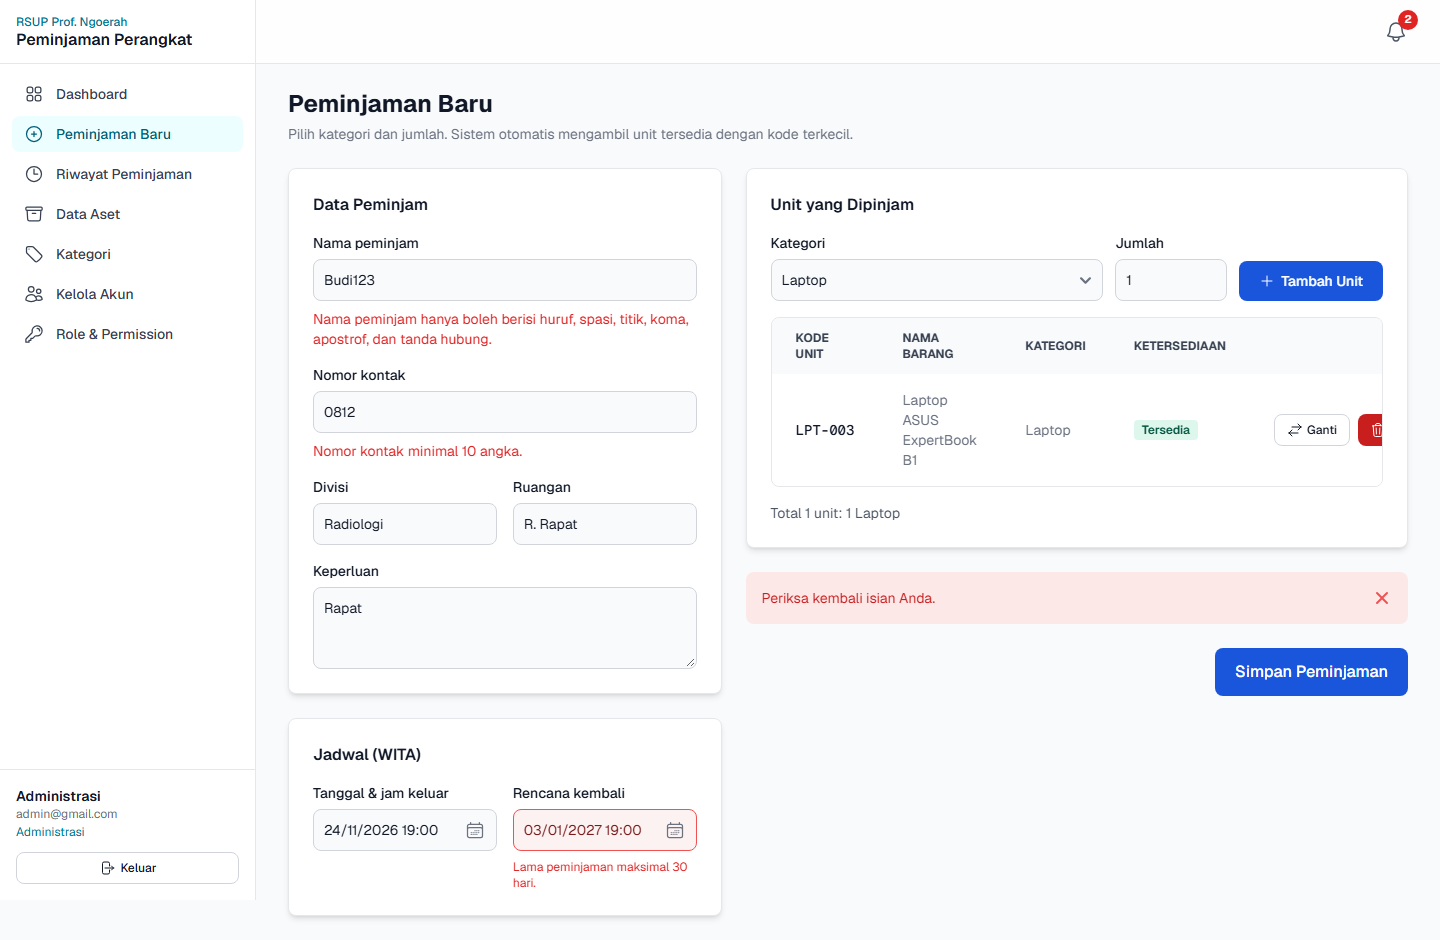 RSUP Prof. Ngoerah
Peminjaman Perangkat
2
Dashboard
Peminjaman Baru
Riwayat Peminjaman
Data Aset
Kategori
Kelola Akun
Role & Permission
Administrasi
admin@gmail.com
Administrasi
Keluar
Peminjaman Baru
Pilih kategori dan jumlah. Sistem otomatis mengambil unit tersedia dengan kode terkecil.
Data Peminjam
Nama peminjam
Budi123
Nama peminjam hanya boleh berisi huruf, spasi, titik, koma,
apostrof, dan tanda hubung.
Nomor kontak
0812
Nomor kontak minimal 10 angka.
Divisi
Ruangan
Radiologi
R. Rapat
Keperluan
Rapat
Jadwal (WITA)
Tanggal & jam keluar
Rencana kembali
24/11/2026 19:00
03/01/2027 19:00
Lama peminjaman maksimal 30
hari.
Unit yang Dipinjam
Kategori
Jumlah
Laptop
1
Tambah Unit
KODE
UNIT
NAMA
BARANG
KATEGORI
KETERSEDIAAN
LPT-003
Laptop
ASUS
ExpertBook
B1
Laptop
Tersedia
Ganti
Total 1 unit: 1 Laptop
Periksa kembali isian Anda.
Simpan Peminjaman